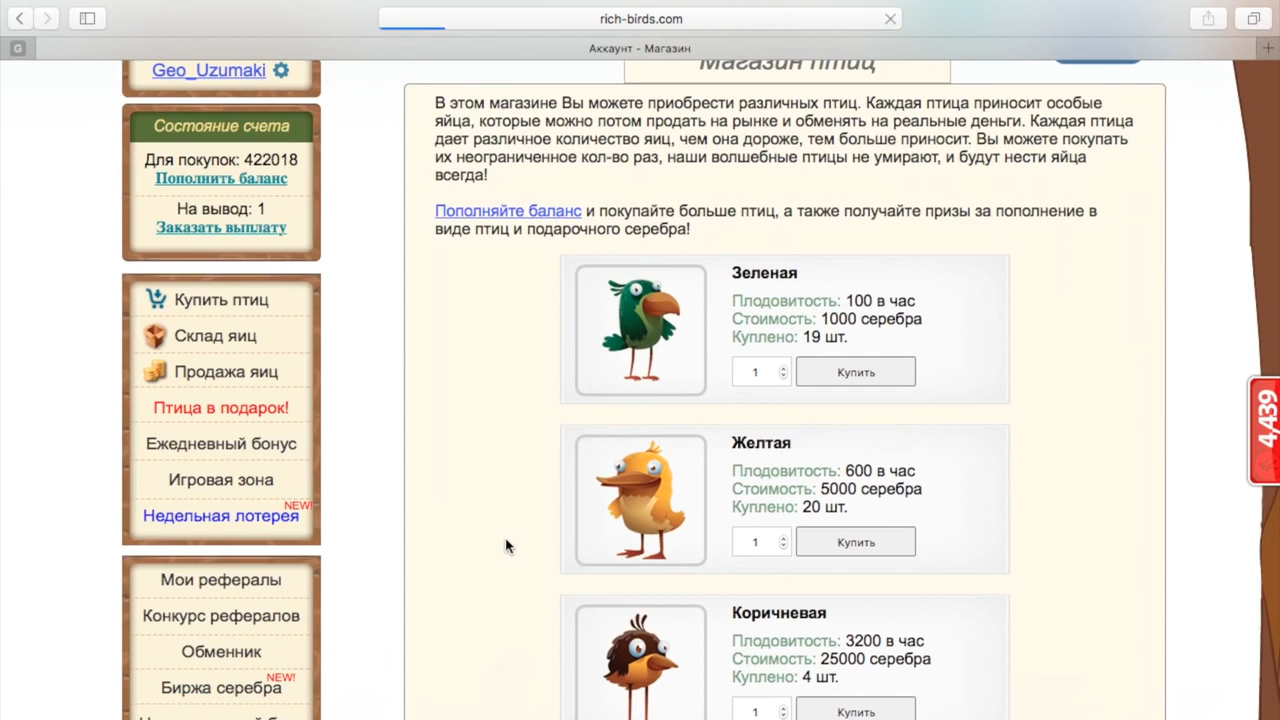 rich-birds.com
G
Аккаунт - Магазин
+
Geo_Uzumaki
Состояние счета
Для покупок: 422018
Пополнить баланс
На вывод: 1
Заказать выплату
Купить птиц
Склад яиц
Продажа яиц
Птица в подарок!
Ежедневный бонус
Игровая зона
NEW!
Недельная лотерея
Мои рефералы
Конкурс рефералов
Обменник
NEW!
Биржа серебра
Магазин птиц
В этом магазине Вы можете приобрести различных птиц. Каждая птица приносит особые
яйца, которые можно потом продать на рынке и обменять на реальные деньги. Каждая птица
дает различное количество яиц, чем она дороже, тем больше приносит. Вы можете покупать
их неограниченное кол-во раз, наши волшебные птицы не умирают, и будут нести яйца
всегда!
Пополняйте баланс и покупайте больше птиц, а также получайте призы за пополнение в
виде птиц и подарочного серебра!
Зеленая
Плодовитость: 100 в час
Стоимость: 1000 серебра
Куплено: 19 шт.
1 Купить
Желтая
Плодовитость: 600 в час
Стоимость: 5000 серебра
Куплено: 20 шт.
1 Купить
Коричневая
Плодовитость: 3200 в час
Стоимость: 25000 серебра
Куплено: 4 шт.
1 Купить
4,439